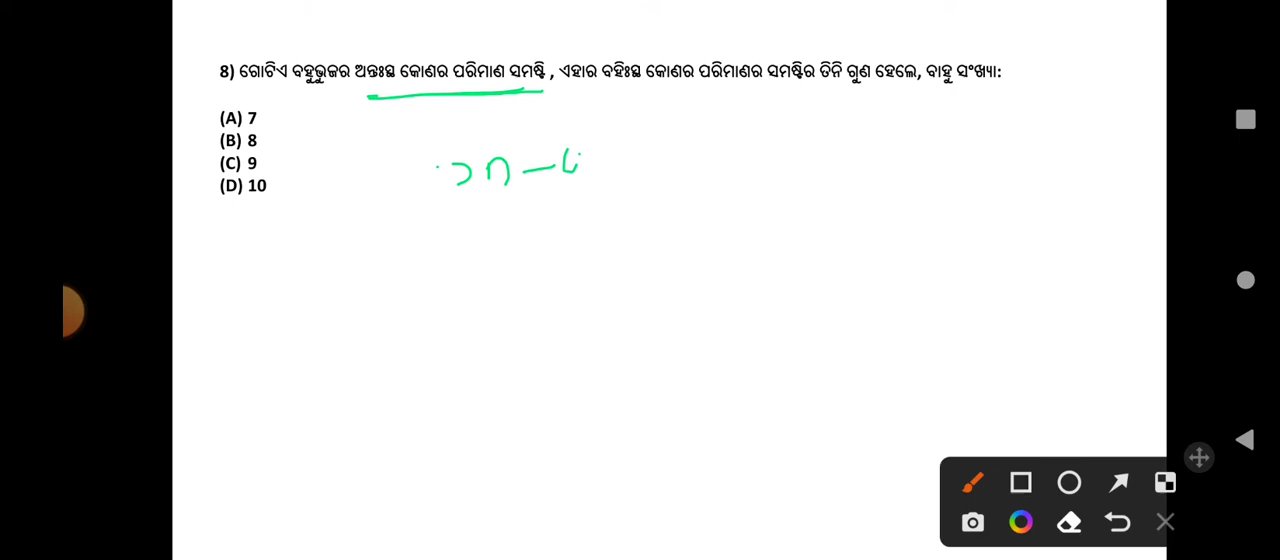 8) ଗୋଟିଏ ବହୁଭୁଜର ଅନ୍ତଃସ୍ଥ କୋଣର ପରିମାଣ ସମଷ୍ଟି , ଏହାର ବହିଃସ୍ଥ କୋଣର ପରିମାଣର ସମଷ୍ଟିର ତିନି ଗୁଣ ହେଲେ, ବାହୁ ସଂଖ୍ୟା:
(A) 7
(B) 8
(C) 9
(D) 10